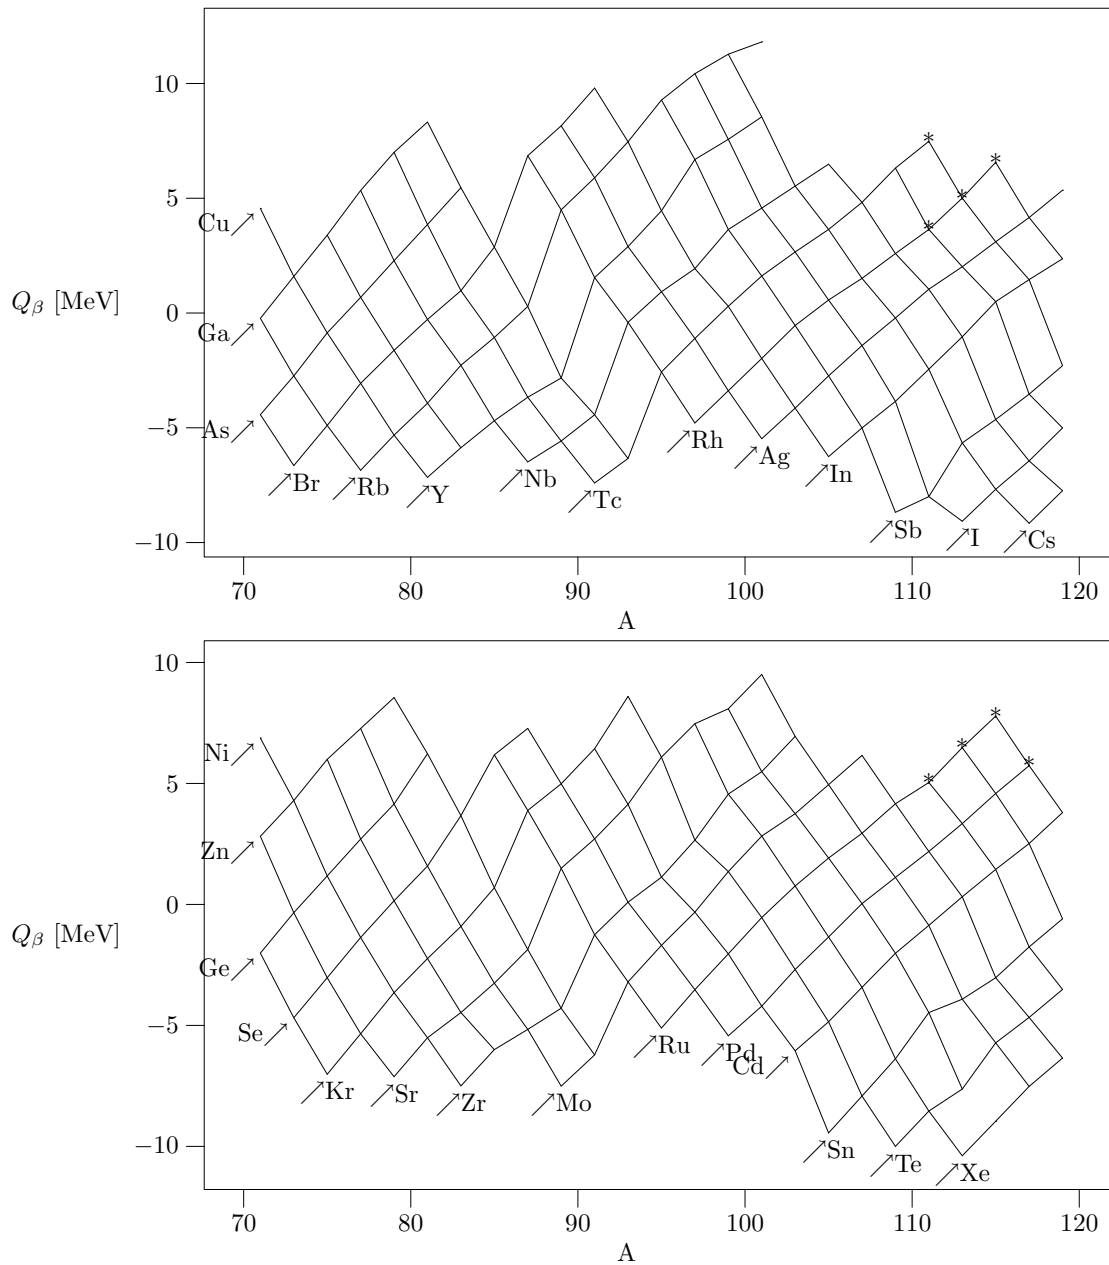 10
5
0
−5
−10
Q_β [MeV]
Cu
Ga
As
Br
Rb
Y
Nb
Tc
Rh
Ag
In
Sb
I
Cs
* * * *
70 80 90 100 110 120
A
10
5
0
−5
−10
Q_β [MeV]
Ni
Zn
Ge
Se
Kr
Sr
Zr
Mo
Ru
Pd
Cd
Sn
Te
Xe
* * * *
70 80 90 100 110 120
A